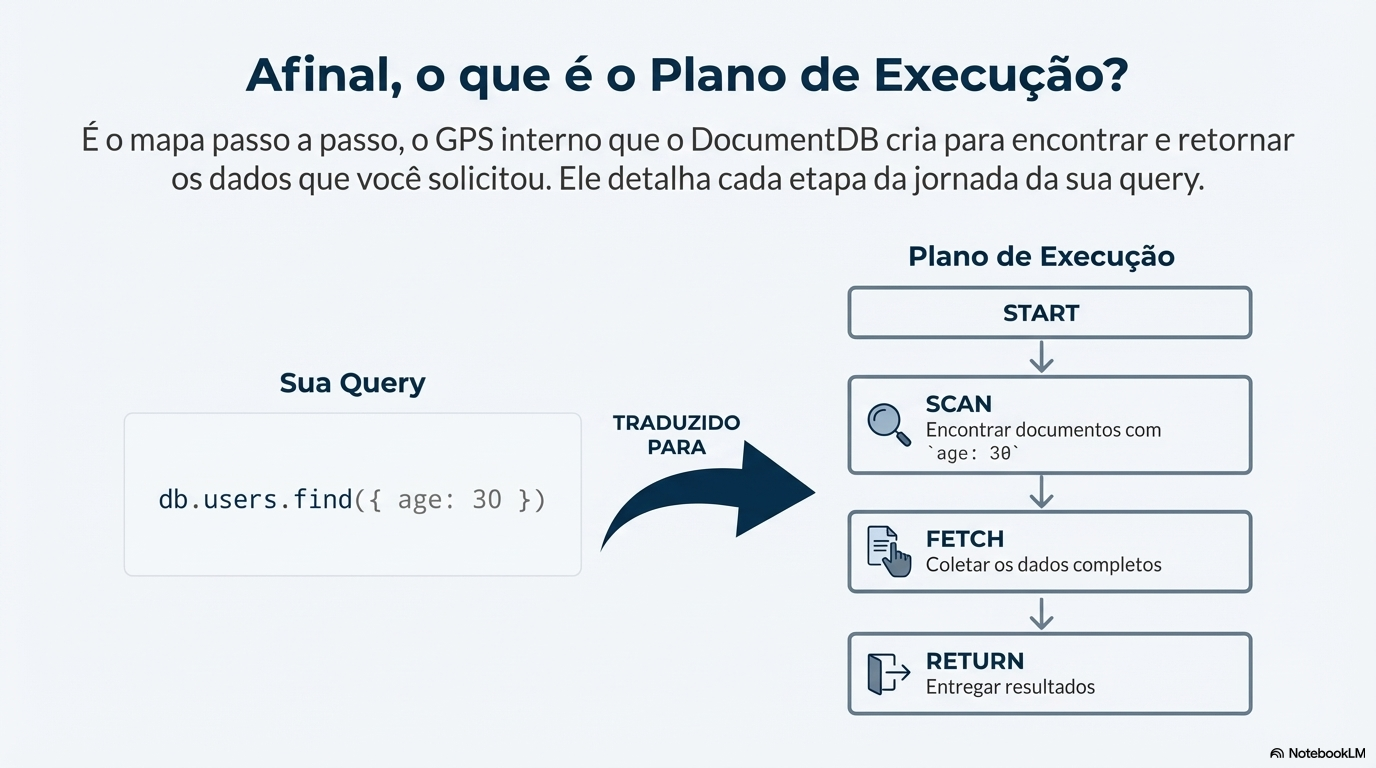 Afinal, o que é o Plano de Execução?
É o mapa passo a passo, o GPS interno que o DocumentDB cria para encontrar e retornar
os dados que você solicitou. Ele detalha cada etapa da jornada da sua query.
Sua Query
db.users.find({ age: 30 })
TRADUZIDO
PARA
Plano de Execução
START
SCAN
Encontrar documentos com
`age: 30`
FETCH
Coletar os dados completos
RETURN
Entregar resultados
NotebookLM